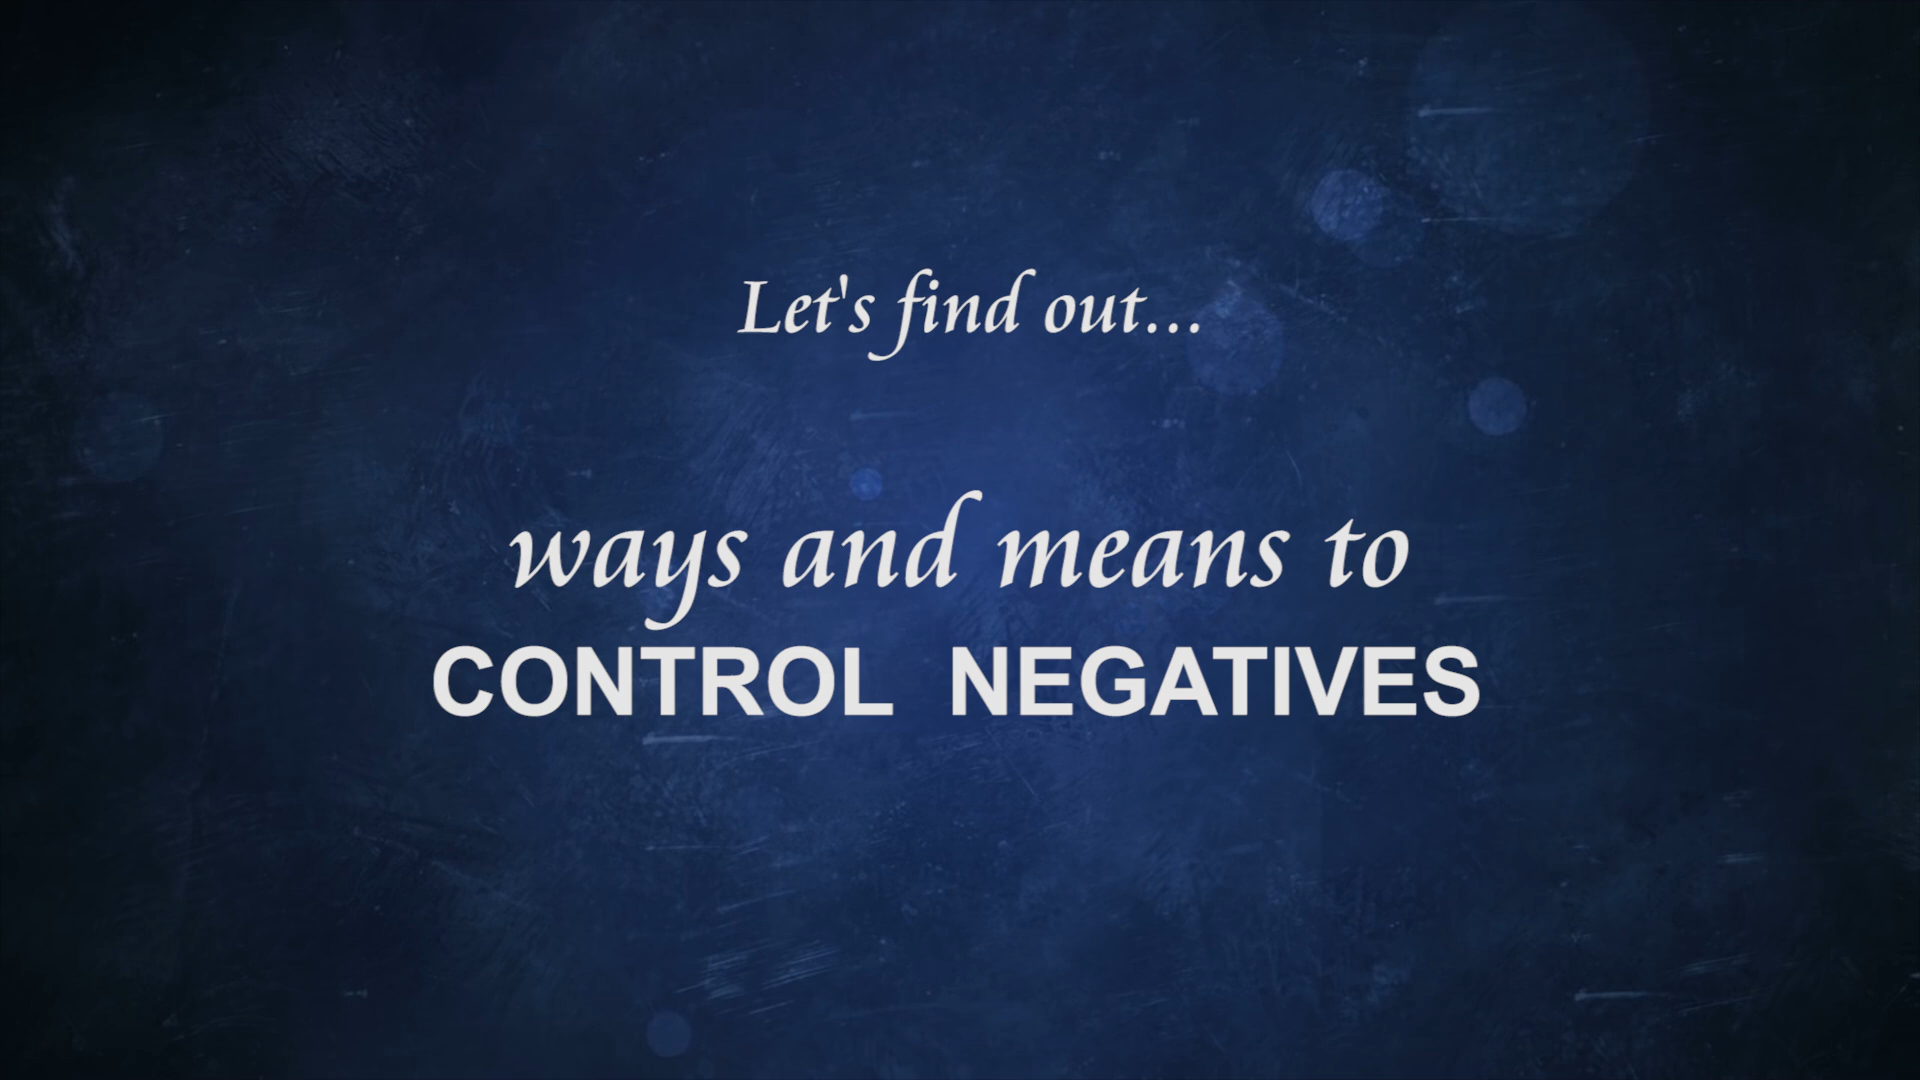 Let's find out...
ways and means to
CONTROL NEGATIVES